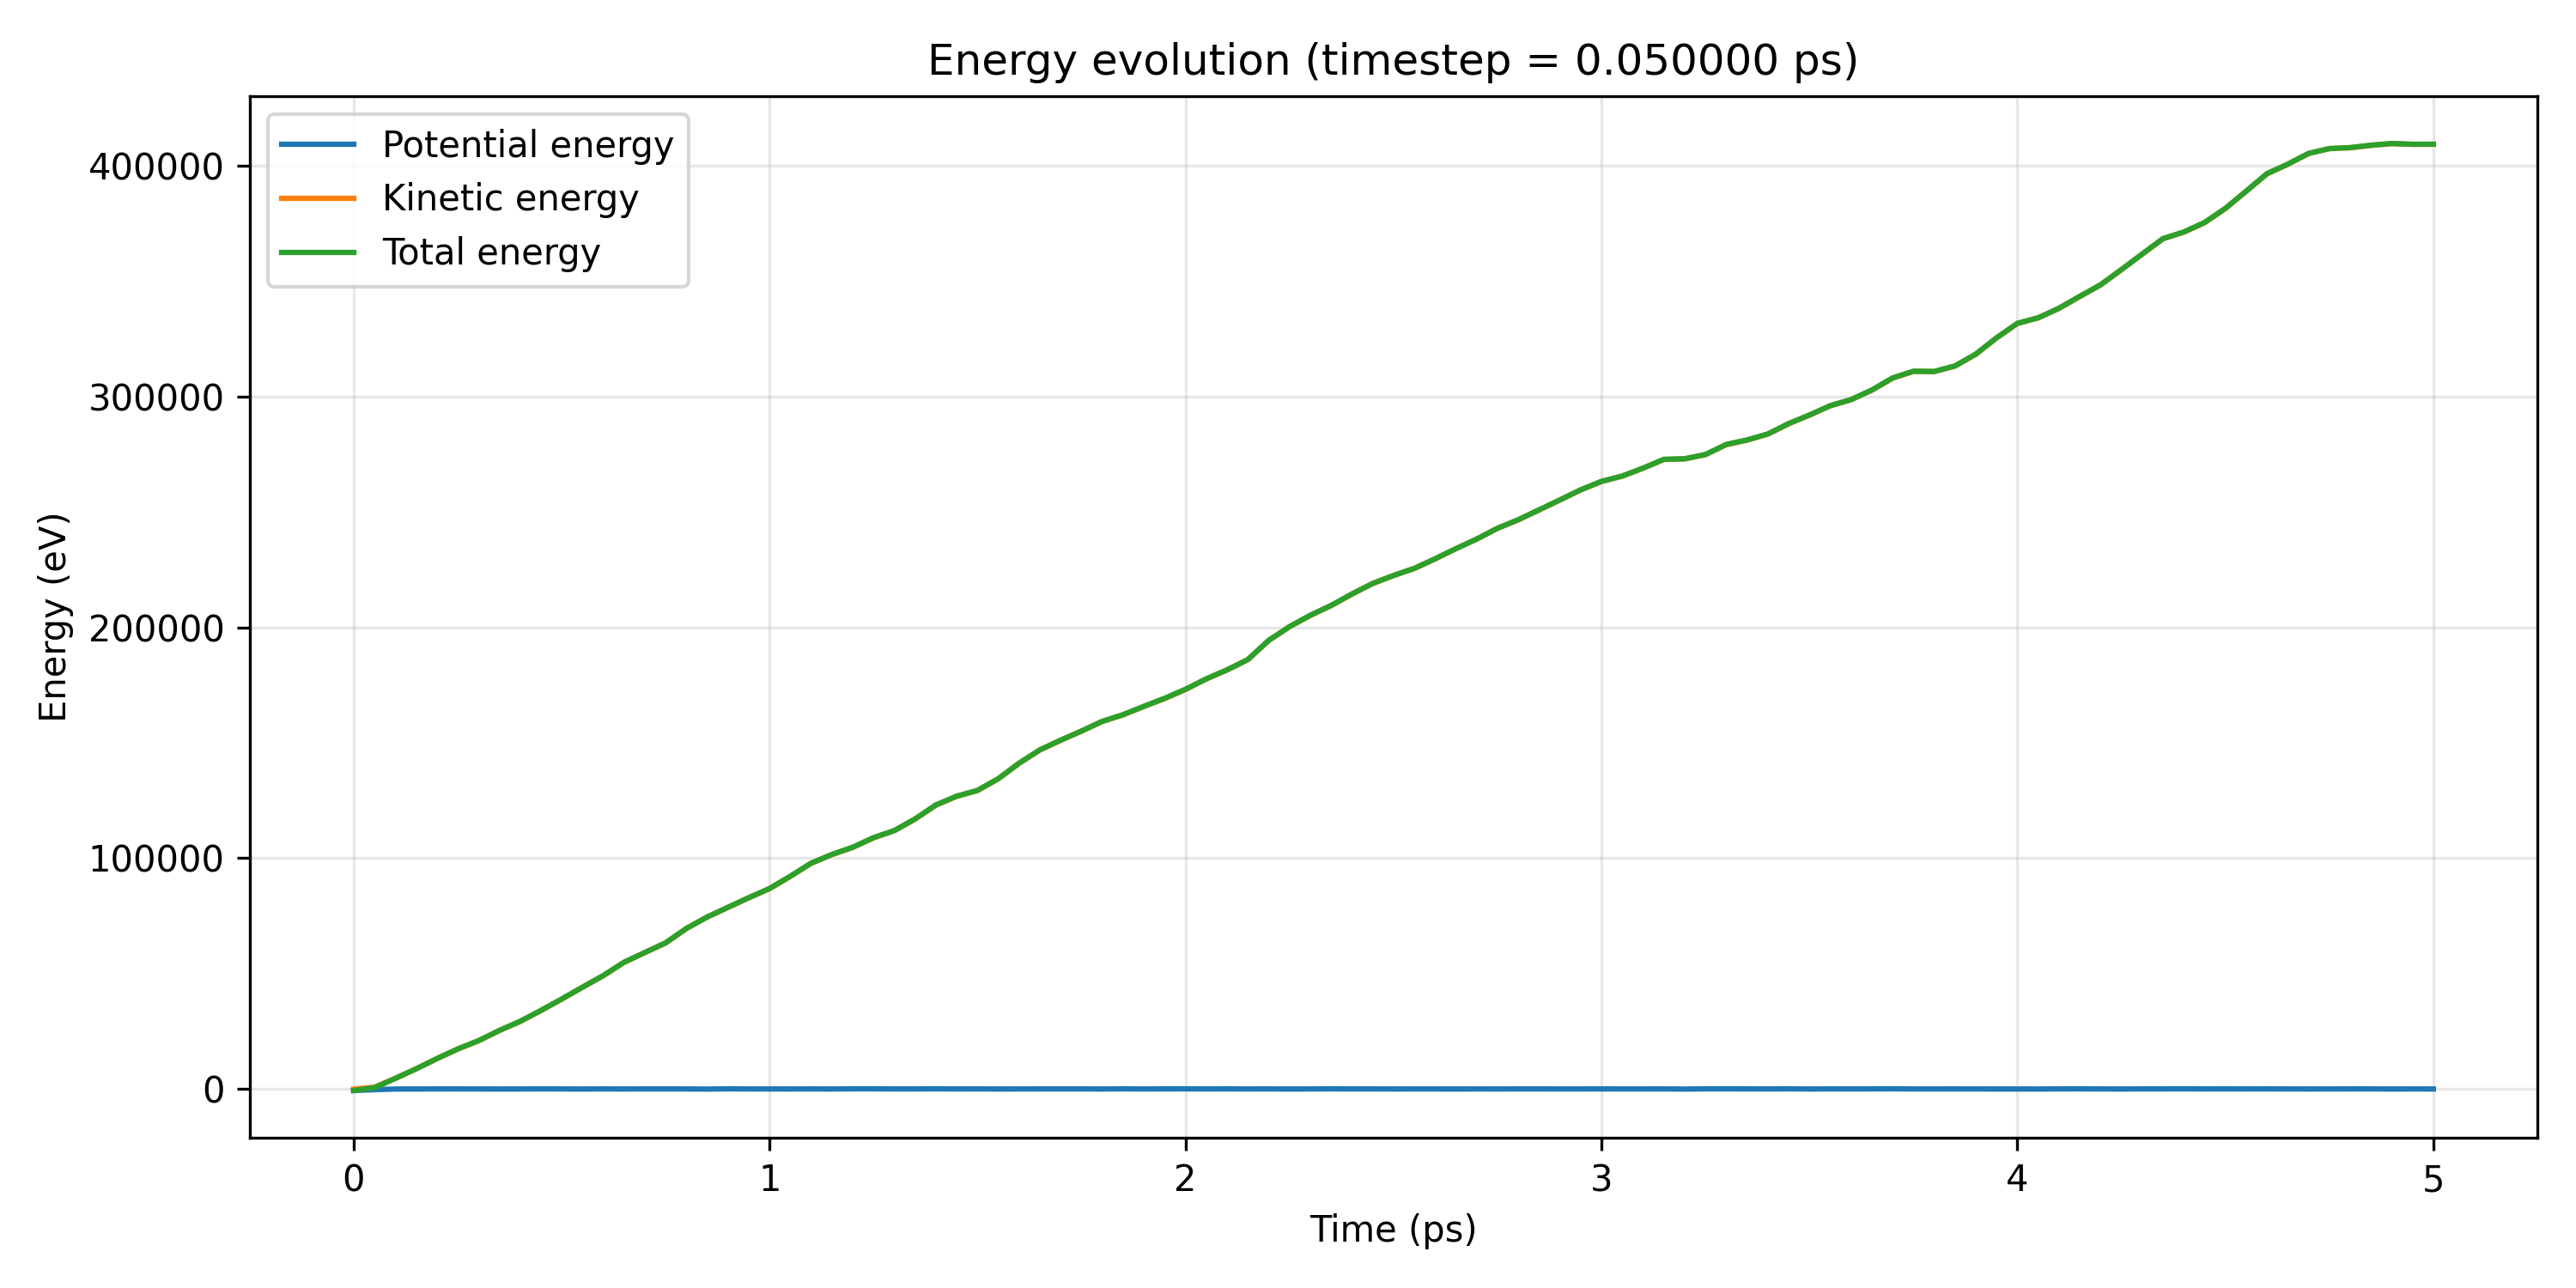 Energy evolution (timestep = 0.050000 ps)
Potential energy
Kinetic energy
Total energy
Energy (eV)
400000
300000
200000
100000
0
0 1 2 3 4 5
Time (ps)